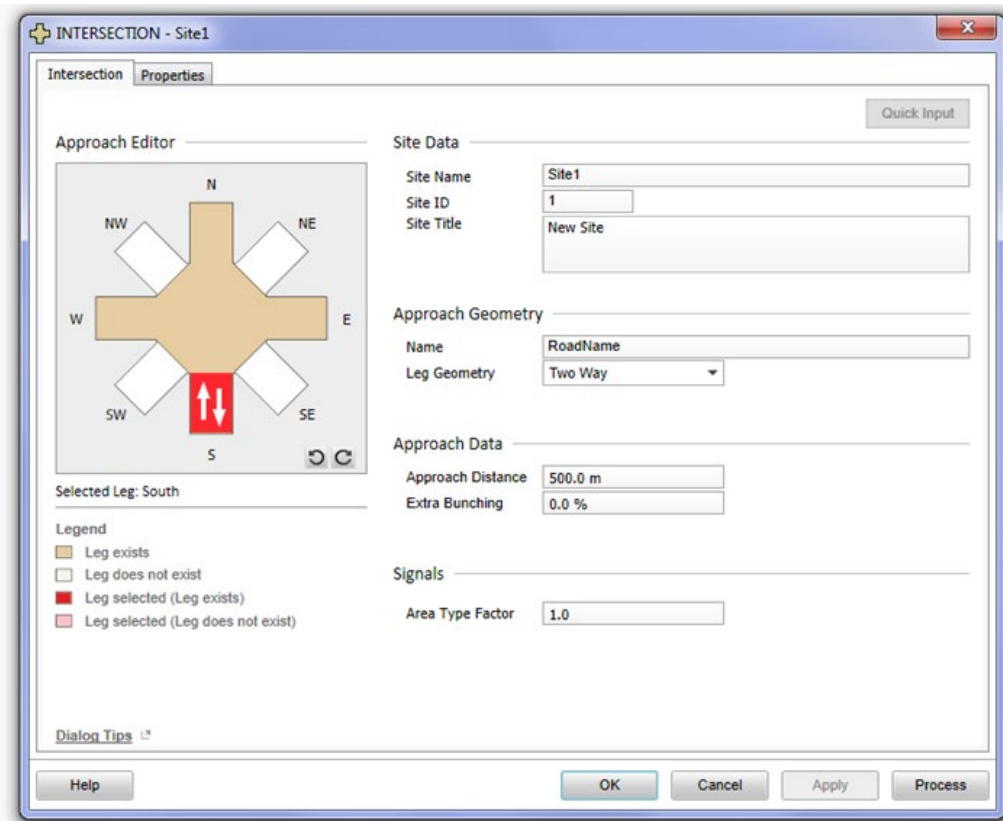 INTERSECTION - Site1
Intersection Properties
Quick Input
Approach Editor
N
NW NE
W E
SW SE
S
Selected Leg: South
Legend
Leg exists
Leg does not exist
Leg selected (Leg exists)
Leg selected (Leg does not exist)
Dialog Tips
Site Data
Site Name Site1
Site ID 1
Site Title New Site
Approach Geometry
Name RoadName
Leg Geometry Two Way
Approach Data
Approach Distance 500.0 m
Extra Bunching 0.0 %
Signals
Area Type Factor 1.0
Help OK Cancel Apply Process